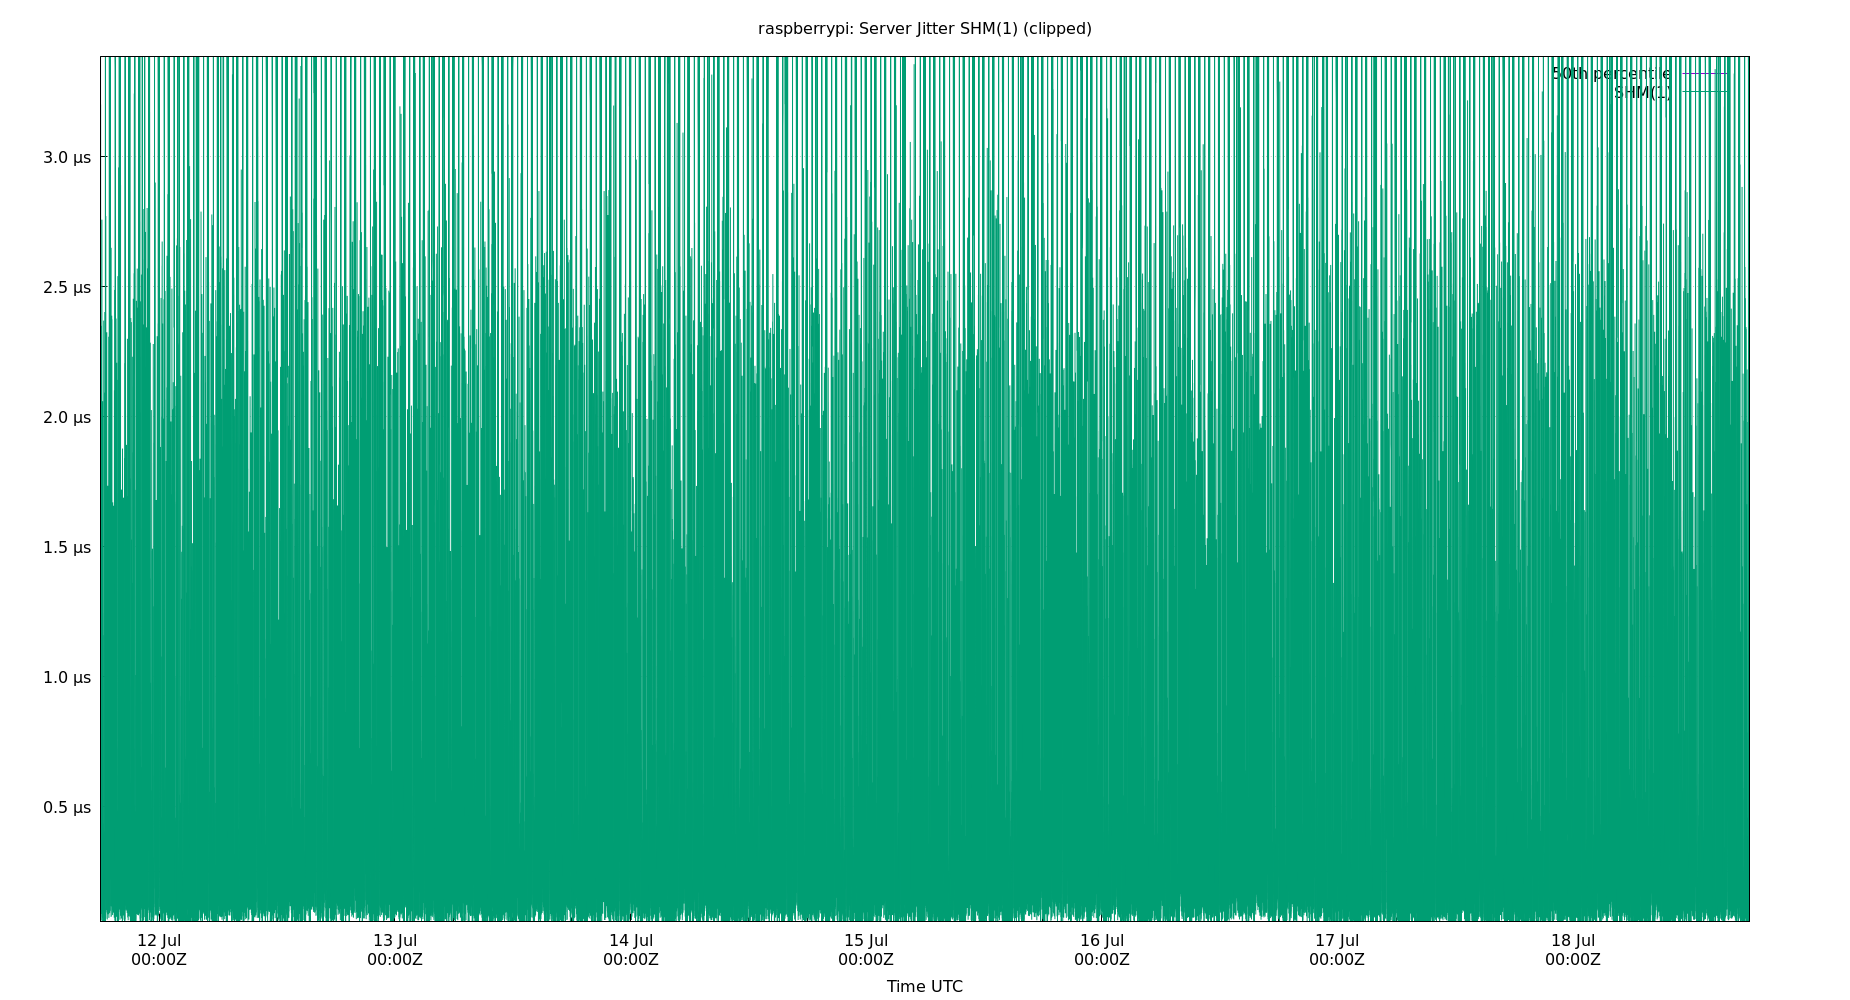 raspberrypi: Server Jitter SHM(1) (clipped)
50th percentile
SHM(1)
3.0 µs
2.5 µs
2.0 µs
1.5 µs
1.0 µs
0.5 µs
12 Jul 13 Jul 14 Jul 15 Jul 16 Jul 17 Jul 18 Jul
00:00Z 00:00Z 00:00Z 00:00Z 00:00Z 00:00Z 00:00Z
Time UTC